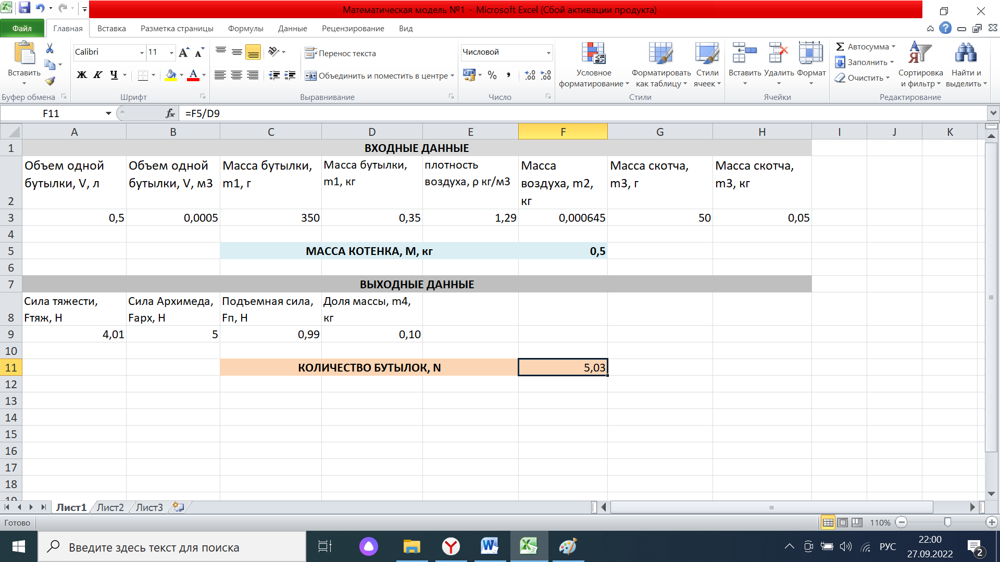 Математическая модель №1 - Microsoft Excel (Сбой активации продукта)
Файл Главная Вставка Разметка страницы Формулы Данные Рецензирование Вид
Вставить
Буфер обмена
Calibri 11
Ж К Ч
Шрифт
Перенос текста
Объединить и поместить в центре
Выравнивание
Числовой
% ,00 ,0
Число
Условное форматирование
Форматировать как таблицу
Стили ячеек
Стили
Вставить Удалить Формат
Ячейки
Σ Автосумма
Заполнить
Очистить
Сортировка и фильтр
Найти и выделить
Редактирование
F11 fx =F5/D9
A B C D E F G H I J K
1 ВХОДНЫЕ ДАННЫЕ
2 Объем одной бутылки, V, л Объем одной бутылки, V, м3 Масса бутылки, m1, г Масса бутылки, m1, кг плотность воздуха, ρ кг/м3 Масса воздуха, m2, кг Масса скотча, m3, г Масса скотча, m3, кг
3 0,5 0,0005 350 0,35 1,29 0,000645 50 0,05
4
5 МАССА КОТЕНКА, М, кг 0,5
6
7 ВЫХОДНЫЕ ДАННЫЕ
8 Сила тяжести, Fтяж, Н Сила Архимеда, Fарх, Н Подъемная сила, Fп, Н Доля массы, m4, кг
9 4,01 5 0,99 0,10
10
11 КОЛИЧЕСТВО БУТЫЛОК, N 5,03
12
13
14
15
16
17
18
19
Лист1 Лист2 Лист3
Готово 110%
Введите здесь текст для поиска
РУС
22:00
27.09.2022
2